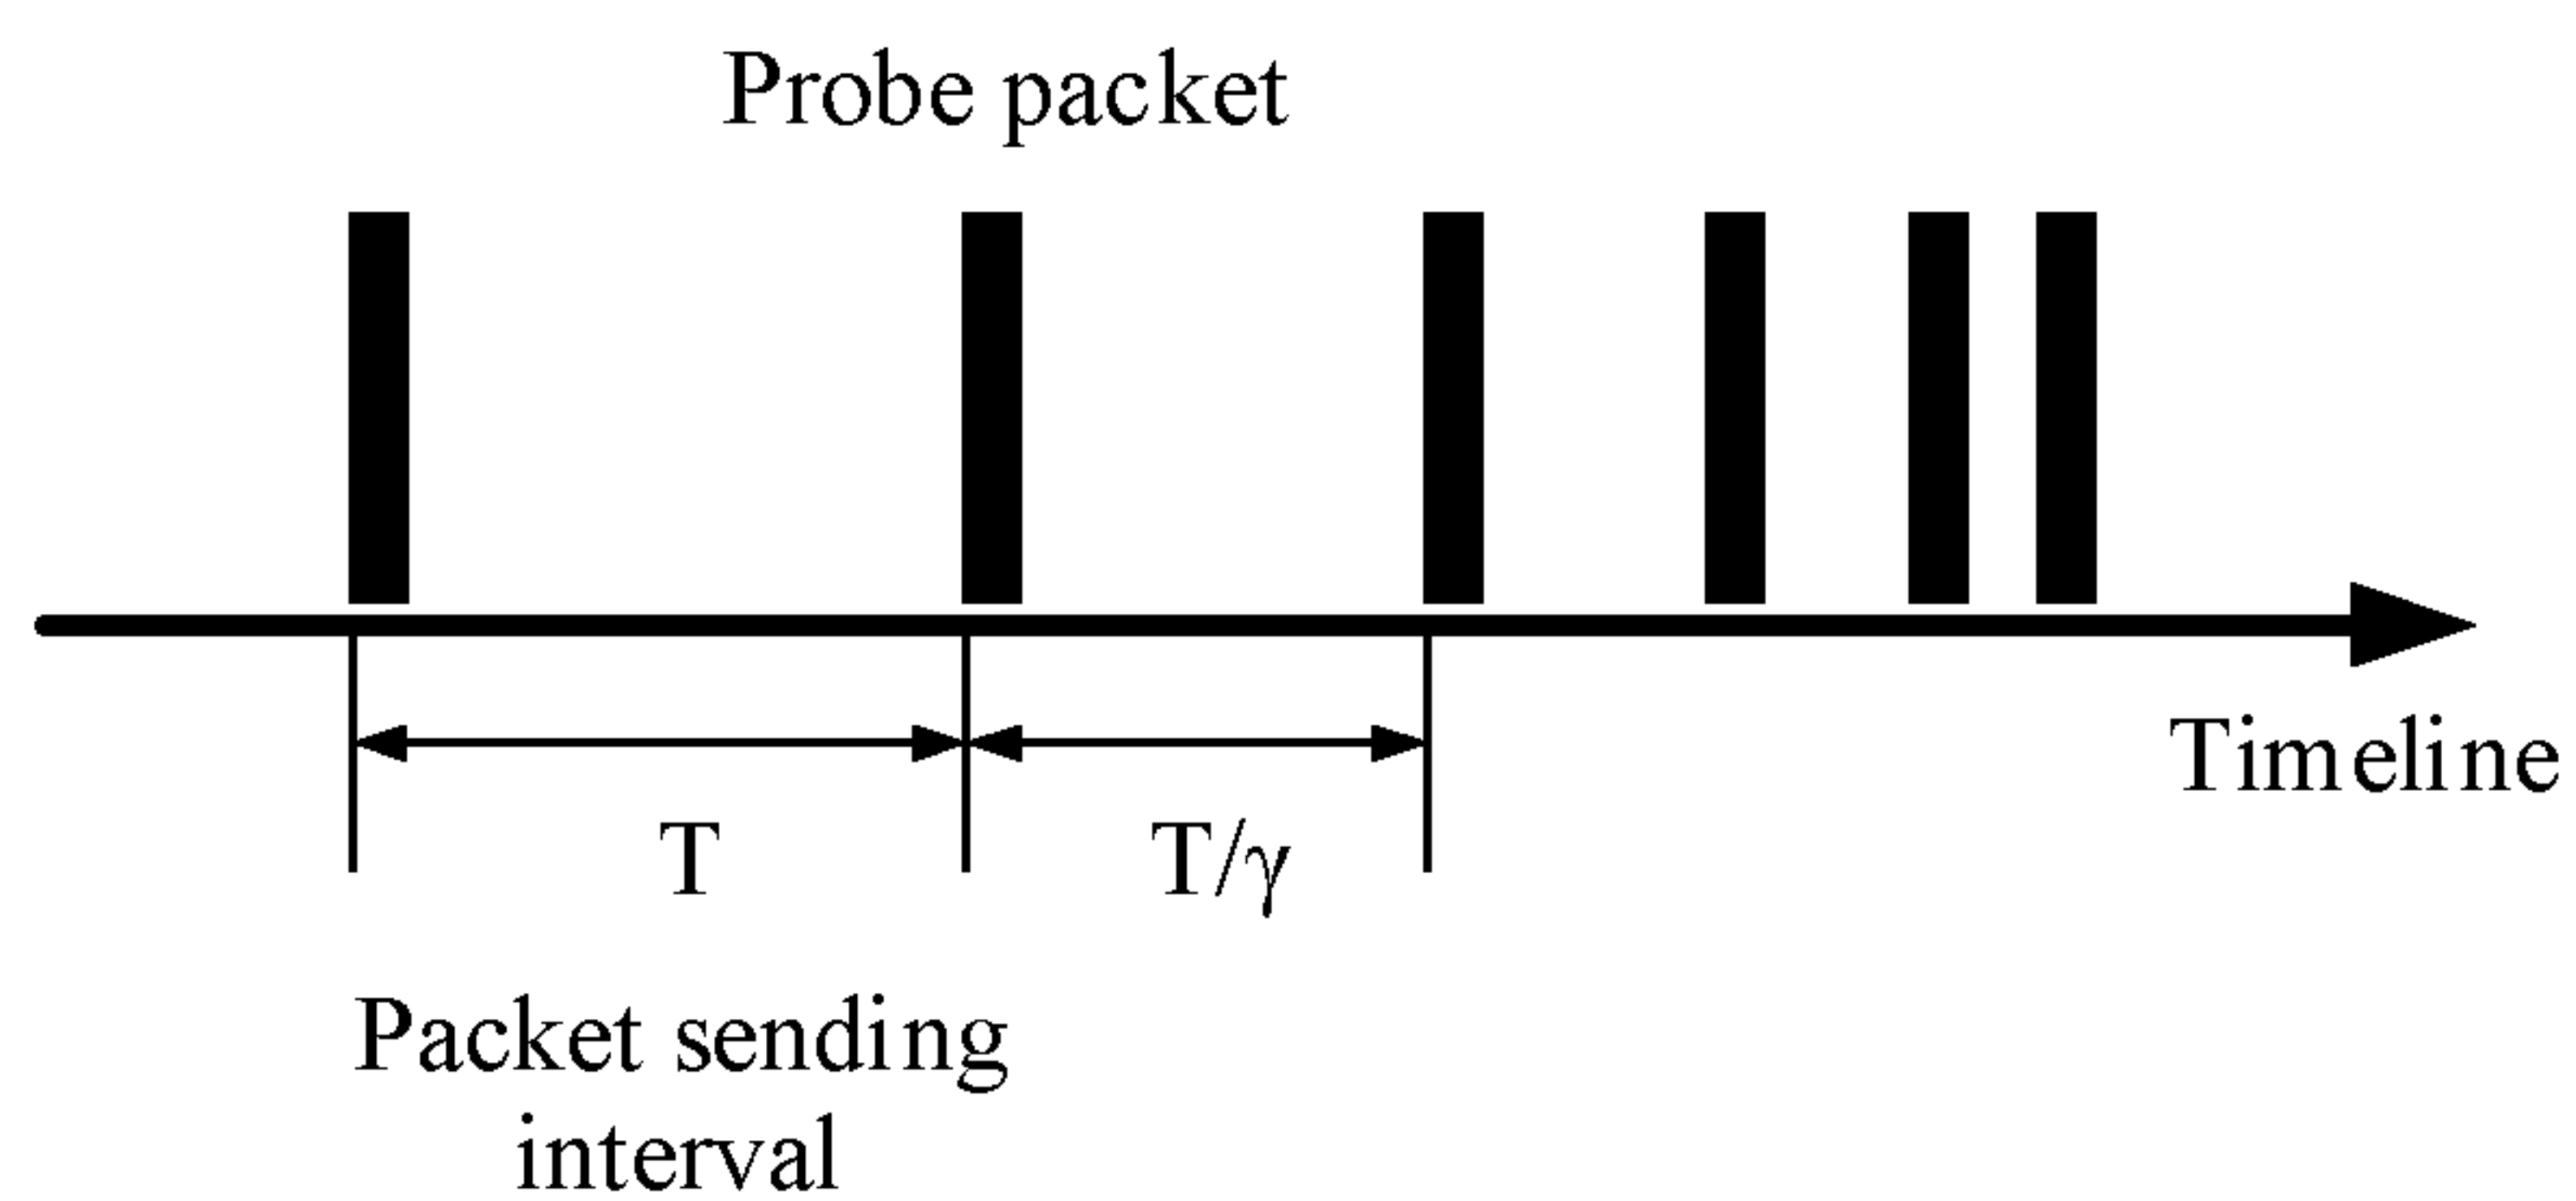 Probe packet
Timeline
T
T/γ
Packet sending
interval